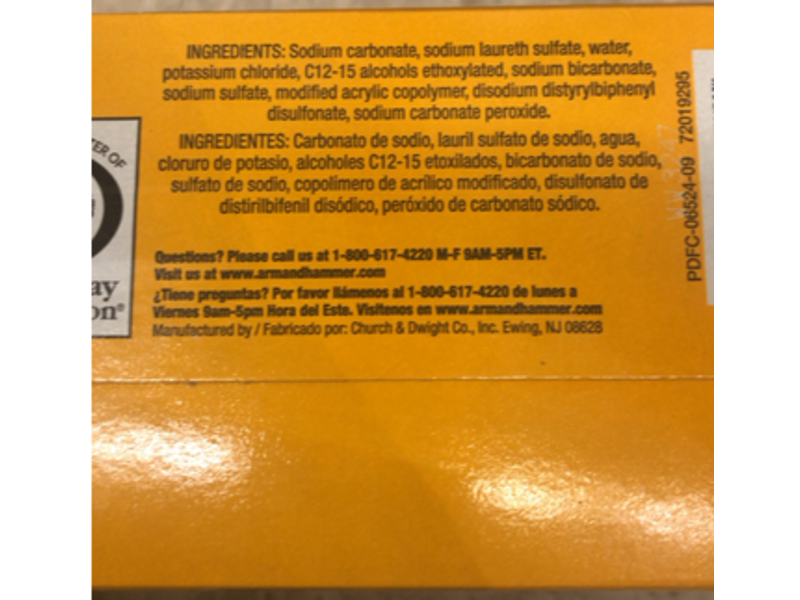 INGREDIENTS: Sodium carbonate, sodium laureth sulfate, water,
potassium chloride, C12-15 alcohols ethoxylated, sodium bicarbonate,
sodium sulfate, modified acrylic copolymer, disodium distyrylbiphenyl
disulfonate, sodium carbonate peroxide.
INGREDIENTES: Carbonato de sodio, lauril sulfato de sodio, agua,
cloruro de potasio, alcoholes C12-15 etoxilados, bicarbonato de sodio,
sulfato de sodio, copolimero de acrílico modificado, disulfonato de
distirilbifenil disódico, peróxido de carbonato sódico.
Questions? Please call us at 1-800-617-4220 M-F 9AM-5PM ET.
Visit us at www.armandhammer.com
¿Tiene preguntas? Por favor llámenos al 1-800-617-4220 de lunes a
Viernes 9am-5pm Hora del Este. Visítenos en www.armandhammer.com
Manufactured by / Fabricado por: Church & Dwight Co., Inc. Ewing, NJ 08628
PDFC-06524-09 72019295
TER OF
ay
on®